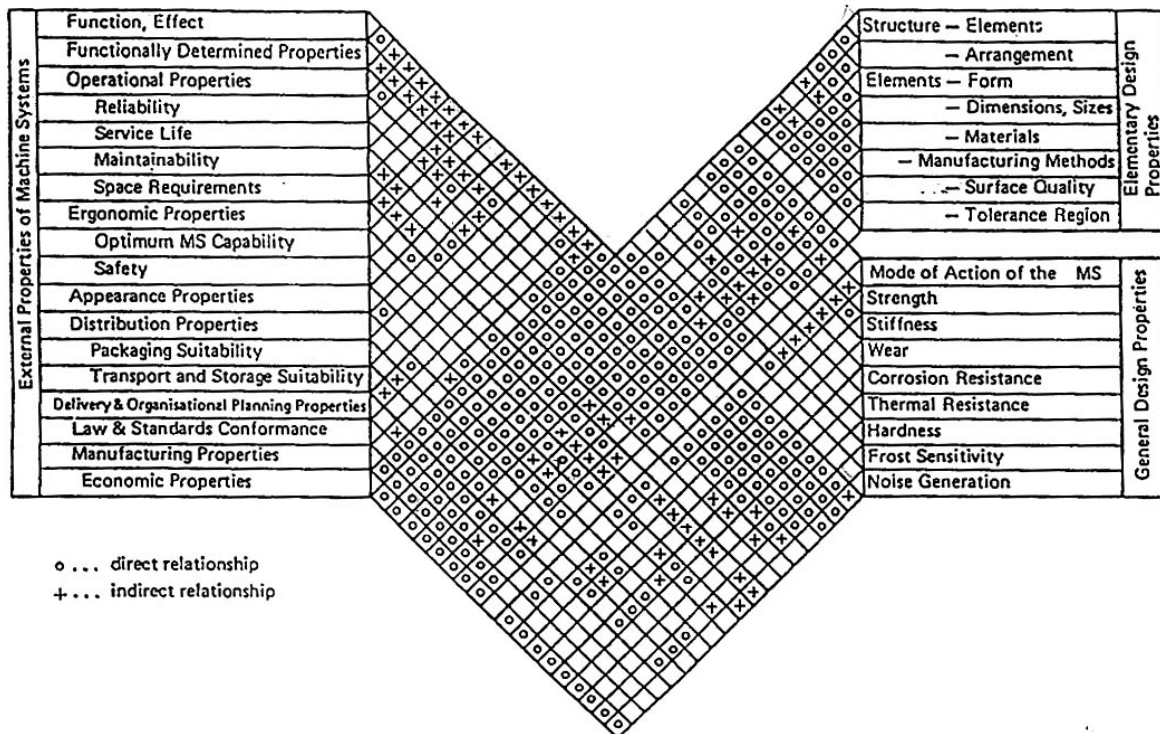 External Properties of Machine Systems
Function, Effect
Functionally Determined Properties
Operational Properties
Reliability
Service Life
Maintainability
Space Requirements
Ergonomic Properties
Optimum MS Capability
Safety
Appearance Properties
Distribution Properties
Packaging Suitability
Transport and Storage Suitability
Delivery & Organisational Planning Properties
Law & Standards Conformance
Manufacturing Properties
Economic Properties
Structure — Elements
— Arrangement
Elements — Form
— Dimensions, Sizes
— Materials
— Manufacturing Methods
— Surface Quality
— Tolerance Region
Elementary Design
Properties
Mode of Action of the MS
Strength
Stiffness
Wear
Corrosion Resistance
Thermal Resistance
Hardness
Frost Sensitivity
Noise Generation
General Design Properties
o ... direct relationship
+ ... indirect relationship